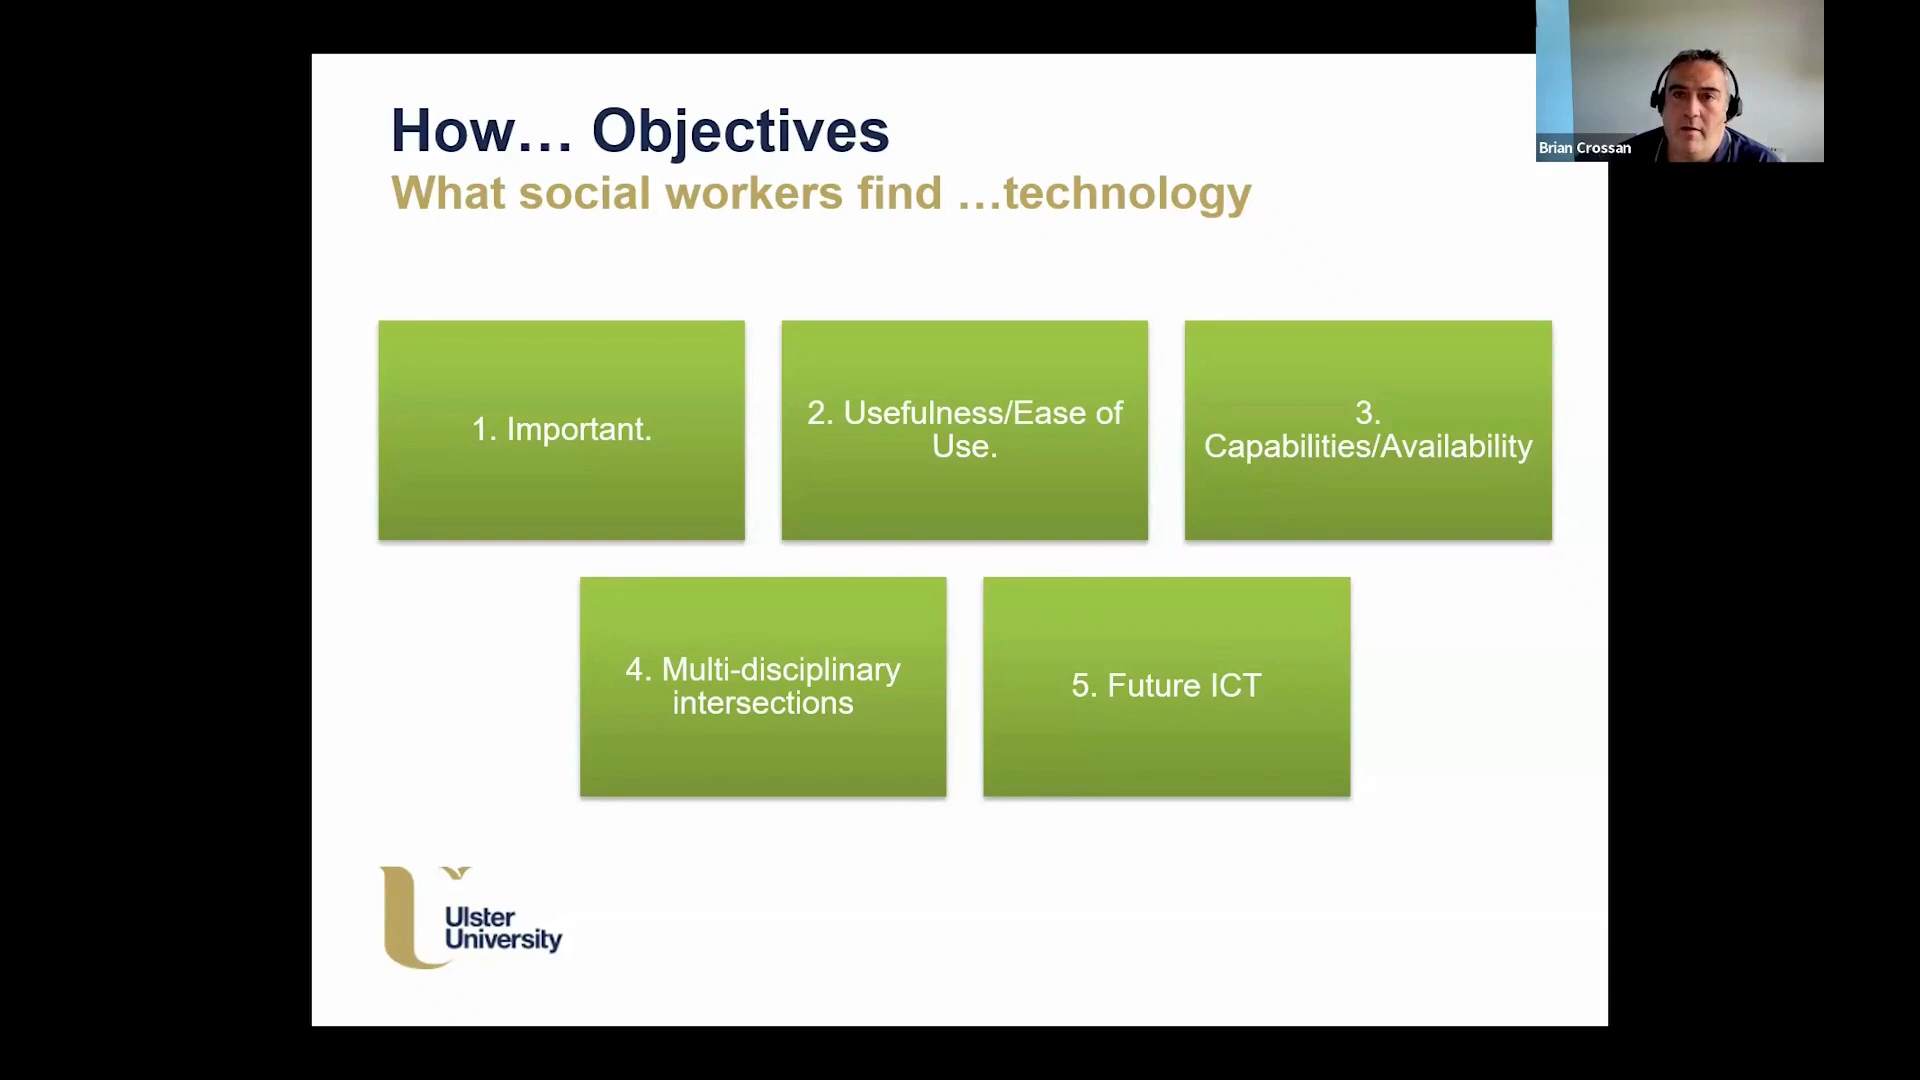 How… Objectives
What social workers find …technology
Brian Crossan
1. Important.
2. Usefulness/Ease of
Use.
3.
Capabilities/Availability
4. Multi-disciplinary
intersections
5. Future ICT
Ulster
University